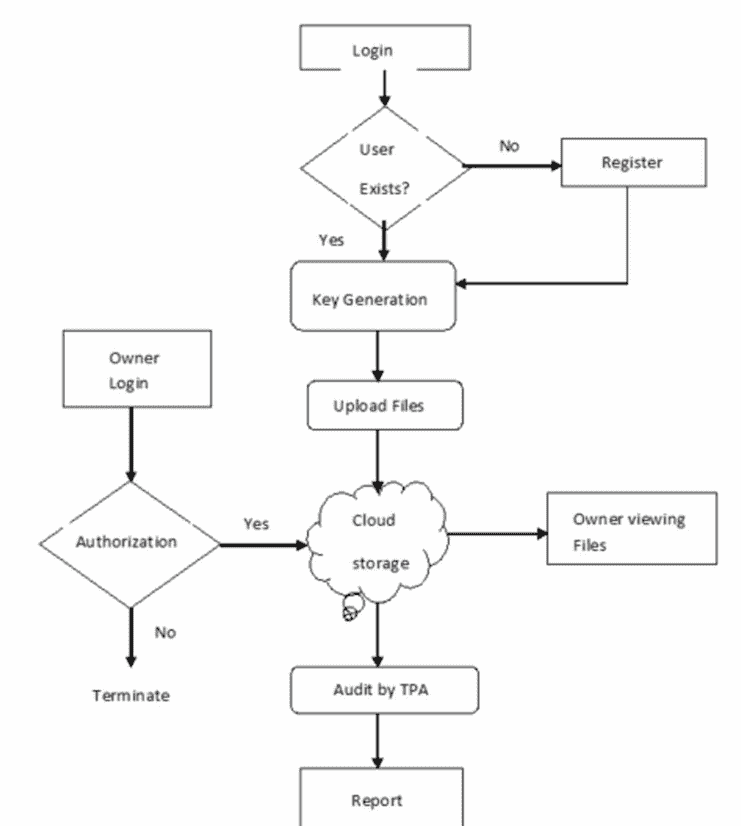 Login
User
Exists?
No
Register
Yes
Key Generation
Owner
Login
Upload Files
Authorization
Yes
Cloud
storage
Owner viewing
Files
No
Terminate
Audit by TPA
Report